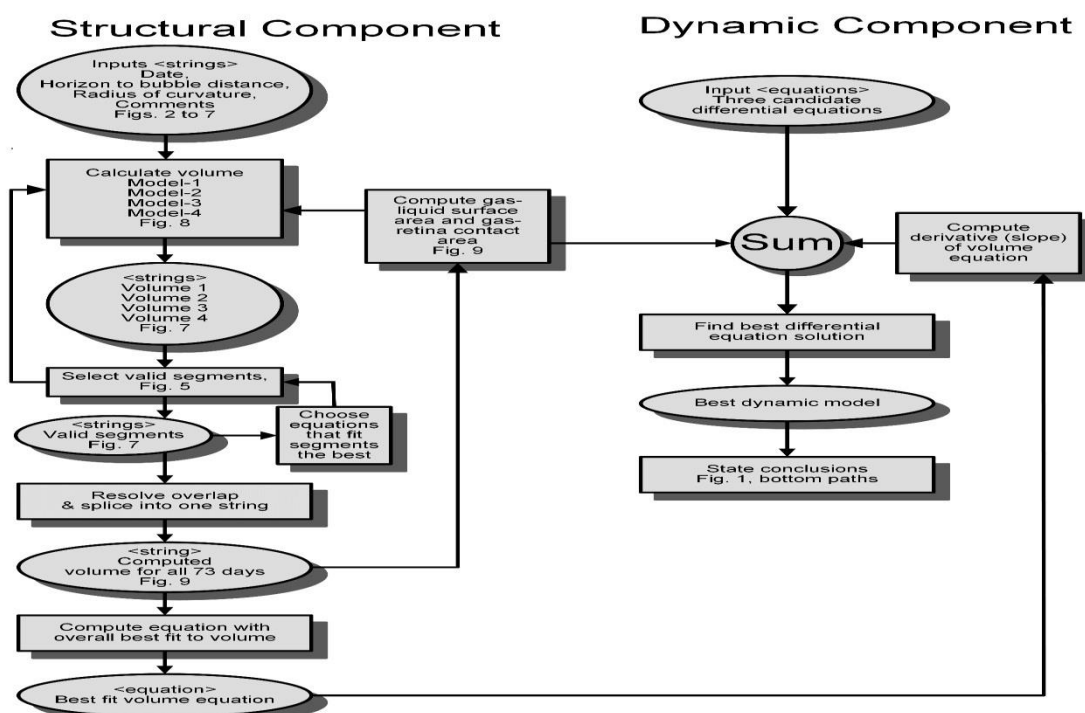 Structural Component
Inputs <strings>
Date,
Horizon to bubble distance,
Radius of curvature,
Comments
Figs. 2 to 7
Calculate volume
Model-1
Model-2
Model-3
Model-4
Fig. 8
<strings>
Volume 1
Volume 2
Volume 3
Volume 4
Fig. 7
Select valid segments,
Fig. 5
<strings>
Valid segments
Fig. 7
Choose
equations
that fit
segments
the best
Resolve overlap
& splice into one string
<string>
Computed
volume for all 73 days
Fig. 9
Compute equation with
overall best fit to volume
<equation>
Best fit volume equation
Compute gas-
liquid surface
area and gas-
retina contact
area
Fig. 9
Dynamic Component
Input <equations>
Three candidate
differential equations
Sum
Compute
derivative (slope)
of volume
equation
Find best differential
equation solution
Best dynamic model
State conclusions
Fig. 1, bottom paths